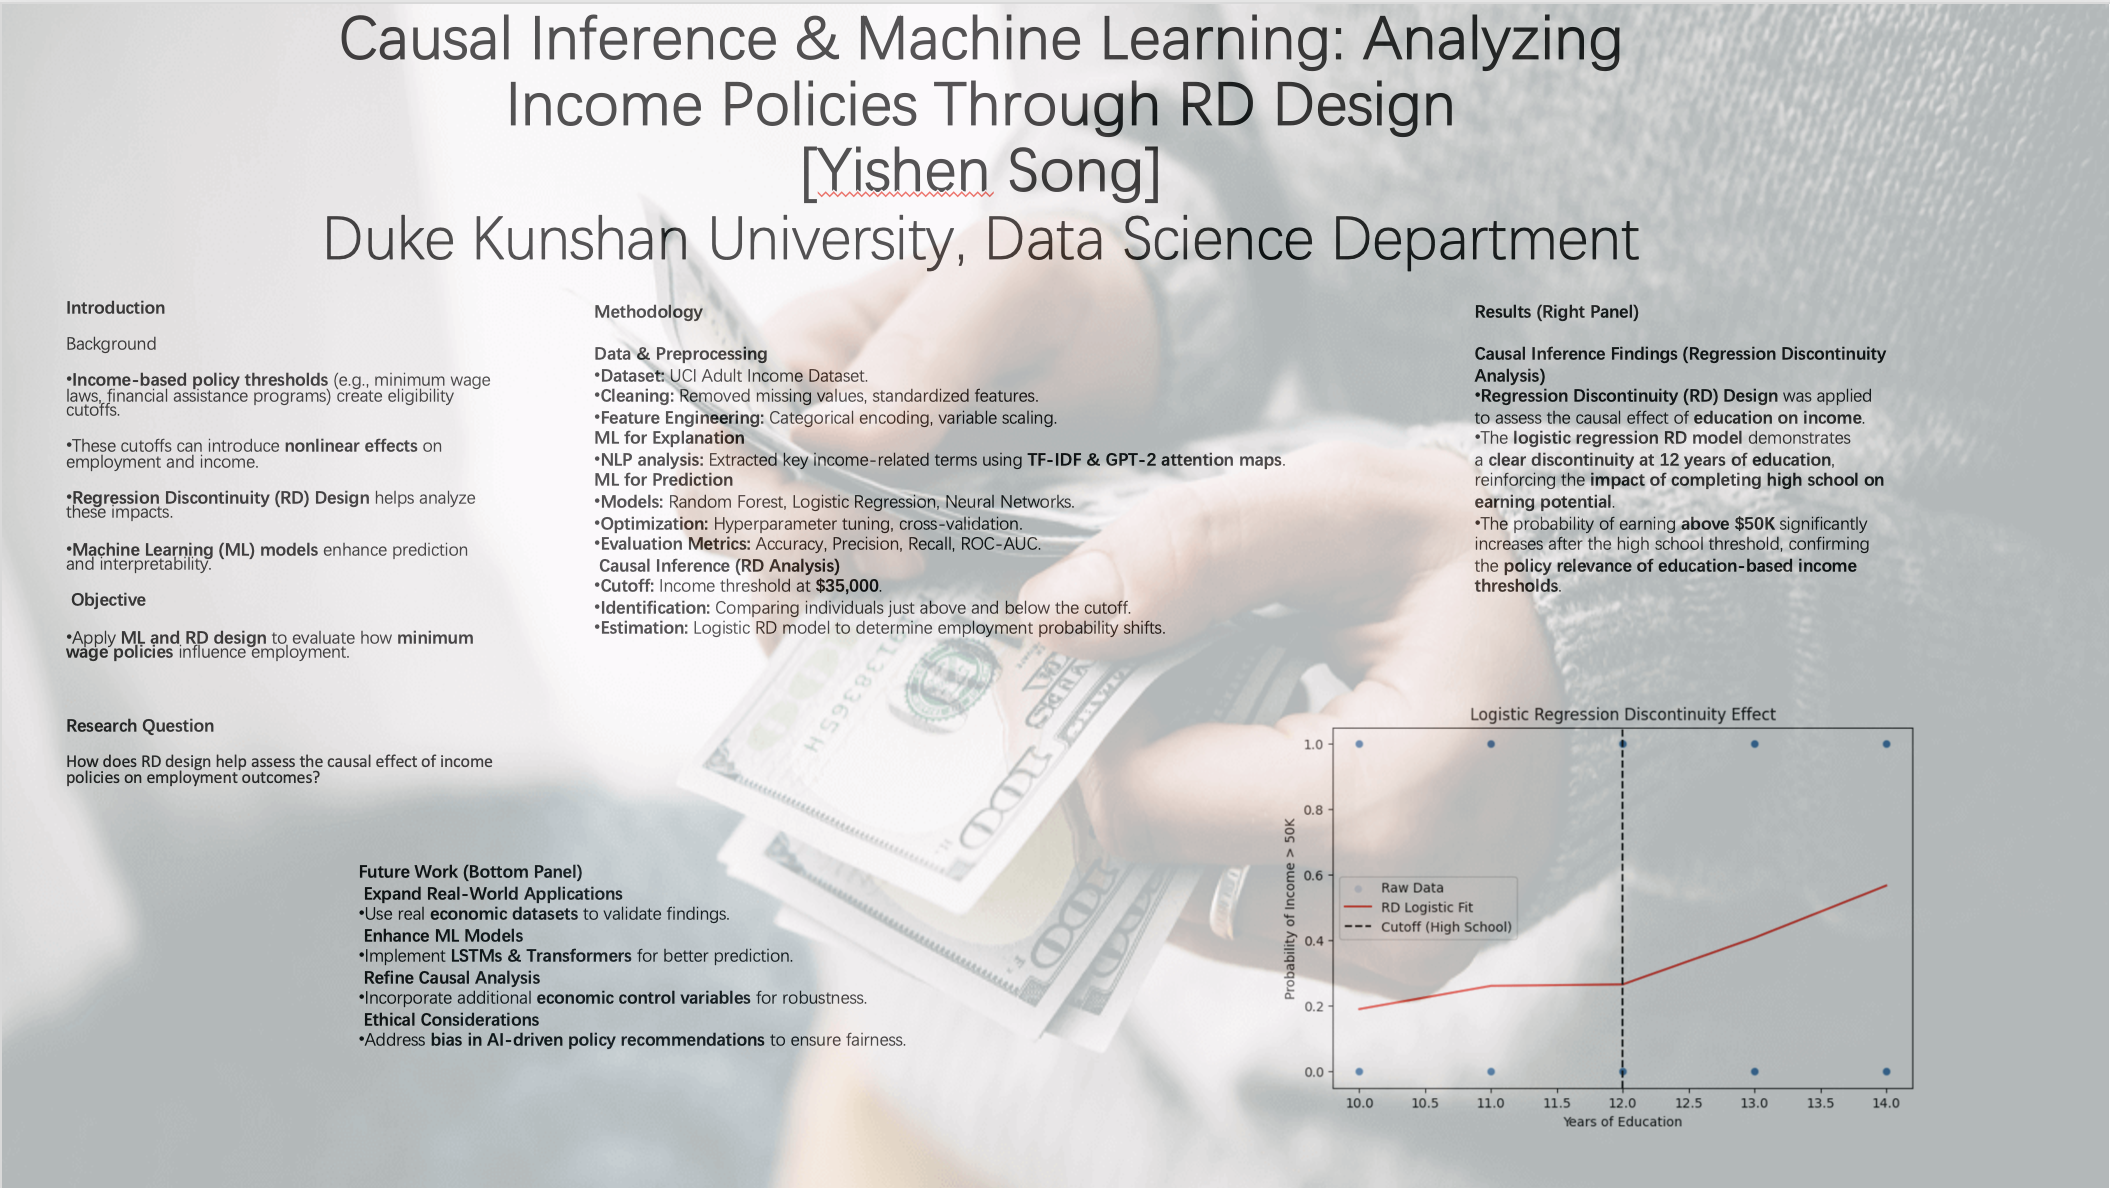 Causal Inference & Machine Learning: Analyzing
Income Policies Through RD Design
[Yishen Song]
Duke Kunshan University, Data Science Department
Introduction
Background
•Income-based policy thresholds (e.g., minimum wage
laws, financial assistance programs) create eligibility
cutoffs.
•These cutoffs can introduce nonlinear effects on
employment and income.
•Regression Discontinuity (RD) Design helps analyze
these impacts.
•Machine Learning (ML) models enhance prediction
and interpretability.
Objective
•Apply ML and RD design to evaluate how minimum
wage policies influence employment.
Research Question
How does RD design help assess the causal effect of income
policies on employment outcomes?
Methodology
Data & Preprocessing
•Dataset: UCI Adult Income Dataset.
•Cleaning: Removed missing values, standardized features.
•Feature Engineering: Categorical encoding, variable scaling.
ML for Explanation
•NLP analysis: Extracted key income-related terms using TF-IDF & GPT-2 attention maps.
ML for Prediction
•Models: Random Forest, Logistic Regression, Neural Networks.
•Optimization: Hyperparameter tuning, cross-validation.
•Evaluation Metrics: Accuracy, Precision, Recall, ROC-AUC.
Causal Inference (RD Analysis)
•Cutoff: Income threshold at $35,000.
•Identification: Comparing individuals just above and below the cutoff.
•Estimation: Logistic RD model to determine employment probability shifts.
Results (Right Panel)
Causal Inference Findings (Regression Discontinuity
Analysis)
•Regression Discontinuity (RD) Design was applied
to assess the causal effect of education on income.
•The logistic regression RD model demonstrates
a clear discontinuity at 12 years of education,
reinforcing the impact of completing high school on
earning potential.
•The probability of earning above $50K significantly
increases after the high school threshold, confirming
the policy relevance of education-based income
thresholds.
Future Work (Bottom Panel)
Expand Real-World Applications
•Use real economic datasets to validate findings.
Enhance ML Models
•Implement LSTMs & Transformers for better prediction.
Refine Causal Analysis
•Incorporate additional economic control variables for robustness.
Ethical Considerations
•Address bias in AI-driven policy recommendations to ensure fairness.
Logistic Regression Discontinuity Effect
Probability of Income > 50K
1.0
0.8
0.6
0.4
0.2
0.0
Raw Data
RD Logistic Fit
Cutoff (High School)
10.0 10.5 11.0 11.5 12.0 12.5 13.0 13.5 14.0
Years of Education